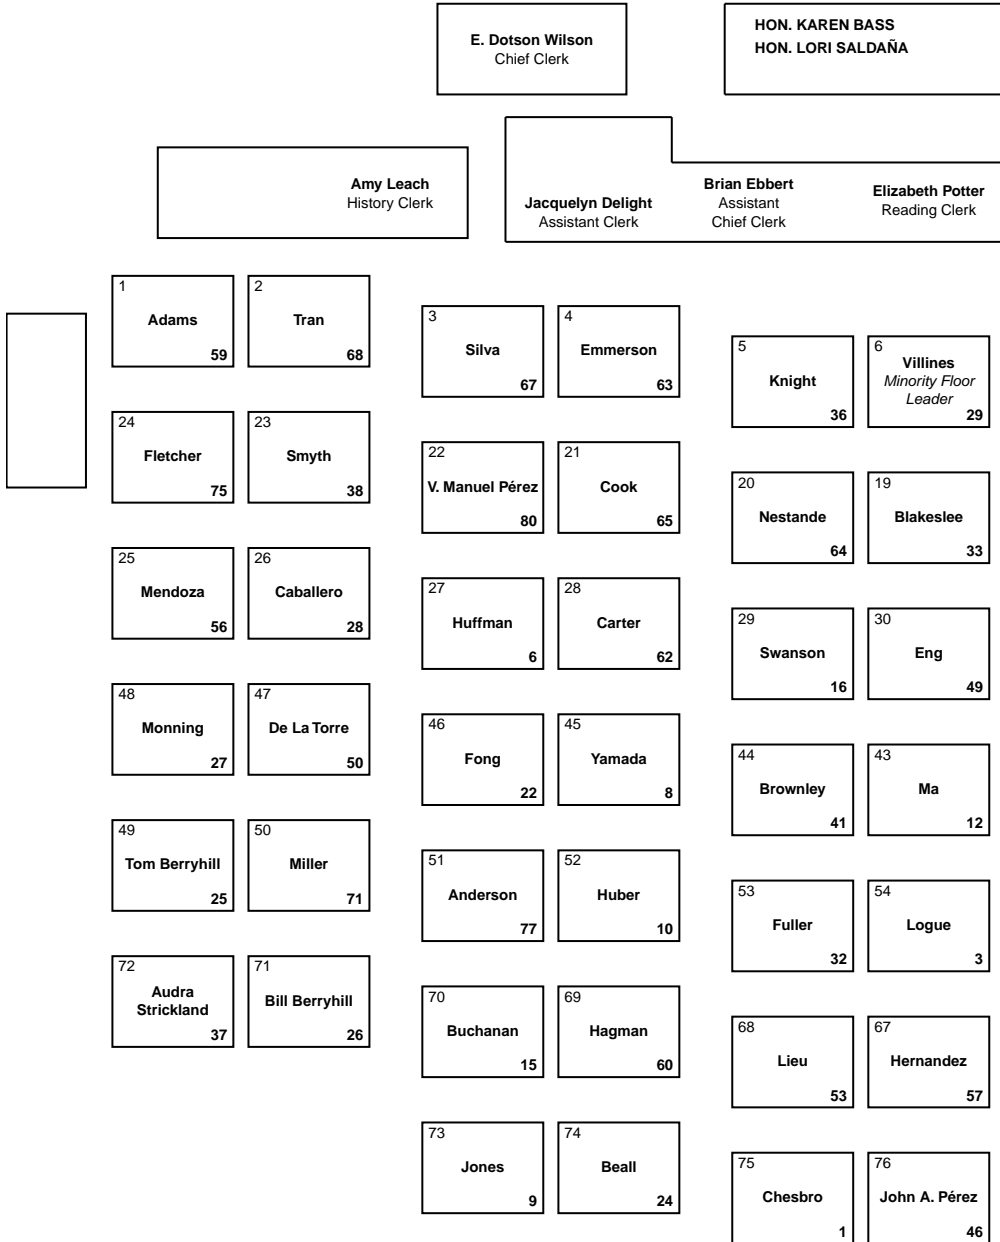 E. Dotson Wilson
Chief Clerk
HON. KAREN BASS
HON. LORI SALDAÑA
Amy Leach
History Clerk
Jacquelyn Delight
Assistant Clerk
Brian Ebbert
Assistant
Chief Clerk
Elizabeth Potter
Reading Clerk
1
Adams
59
2
Tran
68
3
Silva
67
4
Emmerson
63
5
Knight
36
6
Villines
Minority Floor
Leader
29
24
Fletcher
75
23
Smyth
38
22
V. Manuel Pérez
80
21
Cook
65
20
Nestande
64
19
Blakeslee
33
25
Mendoza
56
26
Caballero
28
27
Huffman
6
28
Carter
62
29
Swanson
16
30
Eng
49
48
Monning
27
47
De La Torre
50
46
Fong
22
45
Yamada
8
44
Brownley
41
43
Ma
12
49
Tom Berryhill
25
50
Miller
71
51
Anderson
77
52
Huber
10
53
Fuller
32
54
Logue
3
72
Audra
Strickland
37
71
Bill Berryhill
26
70
Buchanan
15
69
Hagman
60
68
Lieu
53
67
Hernandez
57
73
Jones
9
74
Beall
24
75
Chesbro
1
76
John A. Pérez
46